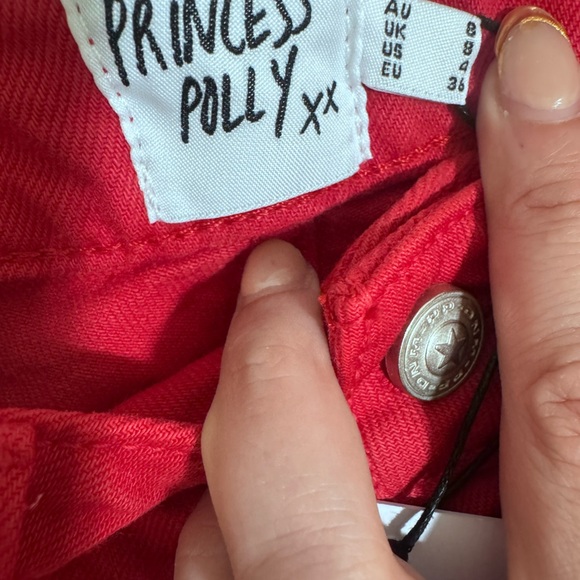 PRINCESS
POLLY xx
AU 8
UK 8
US 4
EU 36